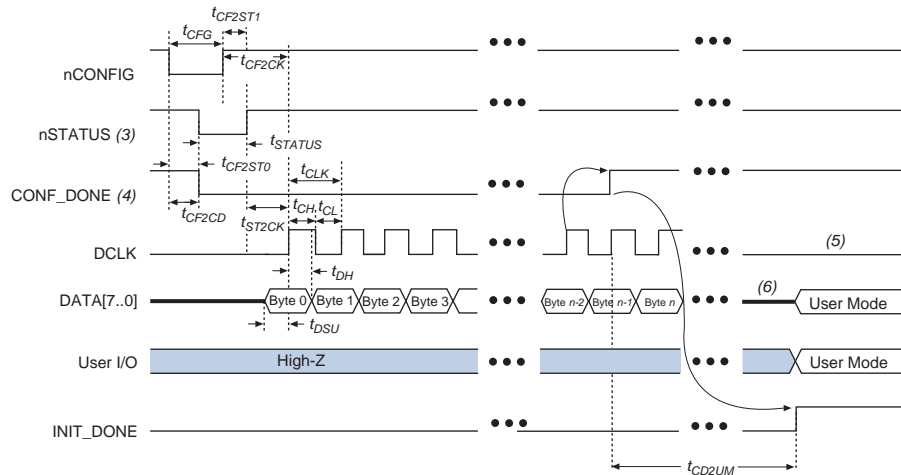 tCF2ST1
tCFG
tCF2CK
nCONFIG
nSTATUS (3)
tSTATUS
tCF2ST0
tCLK
CONF_DONE (4)
tCF2CD
tST2CK
tCH
tCL
DCLK
(5)
tDH
DATA[7..0]
Byte 0
Byte 1
Byte 2
Byte 3
Byte n-2
Byte n-1
Byte n
(6)
User Mode
tDSU
User I/O
High-Z
User Mode
INIT_DONE
tCD2UM